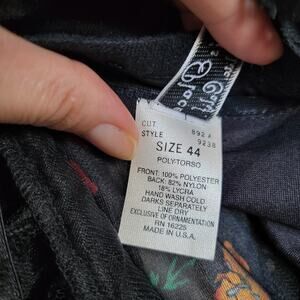 CUT:
892 A
STYLE
9238
SIZE 44
POLY-TORSO
FRONT: 100% POLYESTER
BACK: 82% NYLON
18% LYCRA
HAND WASH COLD
DARKS SEPARATELY
LINE DRY
EXCLUSIVE OF ORNAMENTATION
RN 16225
MADE IN U.S.A.